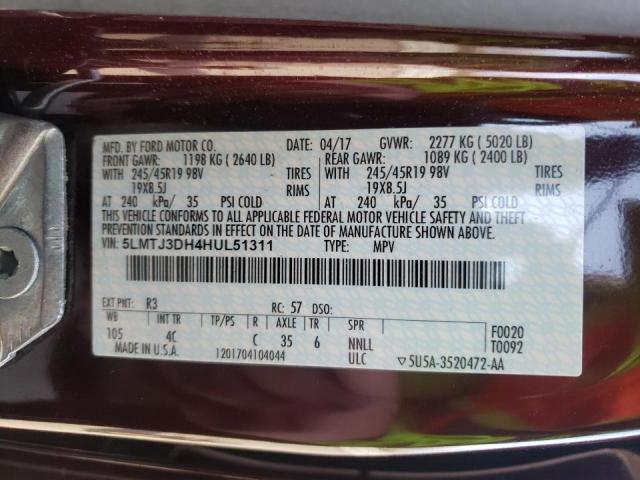 MFD. BY FORD MOTOR CO. DATE: 04/17 GVWR: 2277 KG ( 5020 LB)
FRONT GAWR: 1198 KG ( 2640 LB) REAR GAWR: 1089 KG ( 2400 LB)
WITH 245/45R19 98V TIRES WITH 245/45R19 98V TIRES
19X8.5J RIMS 19X8.5J RIMS
AT 240 kPa/ 35 PSI COLD AT 240 kPa/ 35 PSI COLD
THIS VEHICLE CONFORMS TO ALL APPLICABLE FEDERAL MOTOR VEHICLE SAFETY AND THEFT
PREVENTION STANDARDS IN EFFECT ON THE DATE OF MANUFACTURE SHOWN ABOVE.
VIN: 5LMTJ3DH4HUL51311 TYPE: MPV
EXT PNT: R3 RC: 57 DSO:
WB INT TR TP/PS R AXLE TR SPR F0020
105 4C C 35 6 NNLL T0092
MADE IN U.S.A. 1201704104044 ULC ▽5U5A-3520472-AA